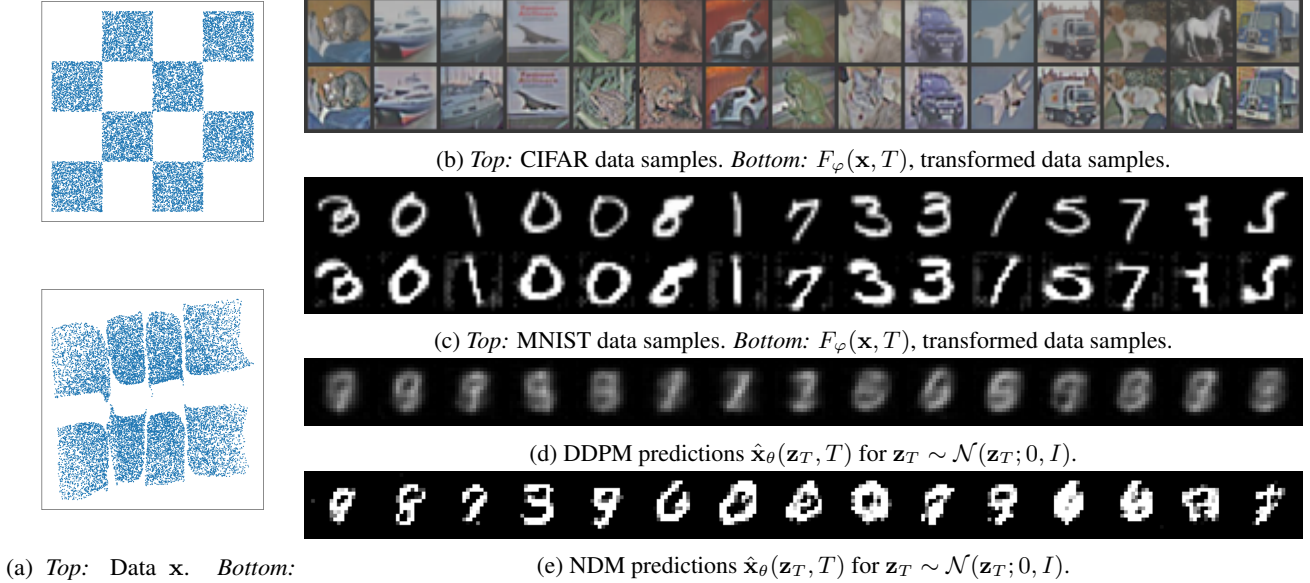 (b) Top: CIFAR data samples. Bottom: Fφ(x, T), transformed data samples.
(c) Top: MNIST data samples. Bottom: Fφ(x, T), transformed data samples.
(d) DDPM predictions x̂θ(zT, T) for zT ∼ N(zT; 0, I).
(a) Top: Data x. Bottom:
(e) NDM predictions x̂θ(zT, T) for zT ∼ N(zT; 0, I).